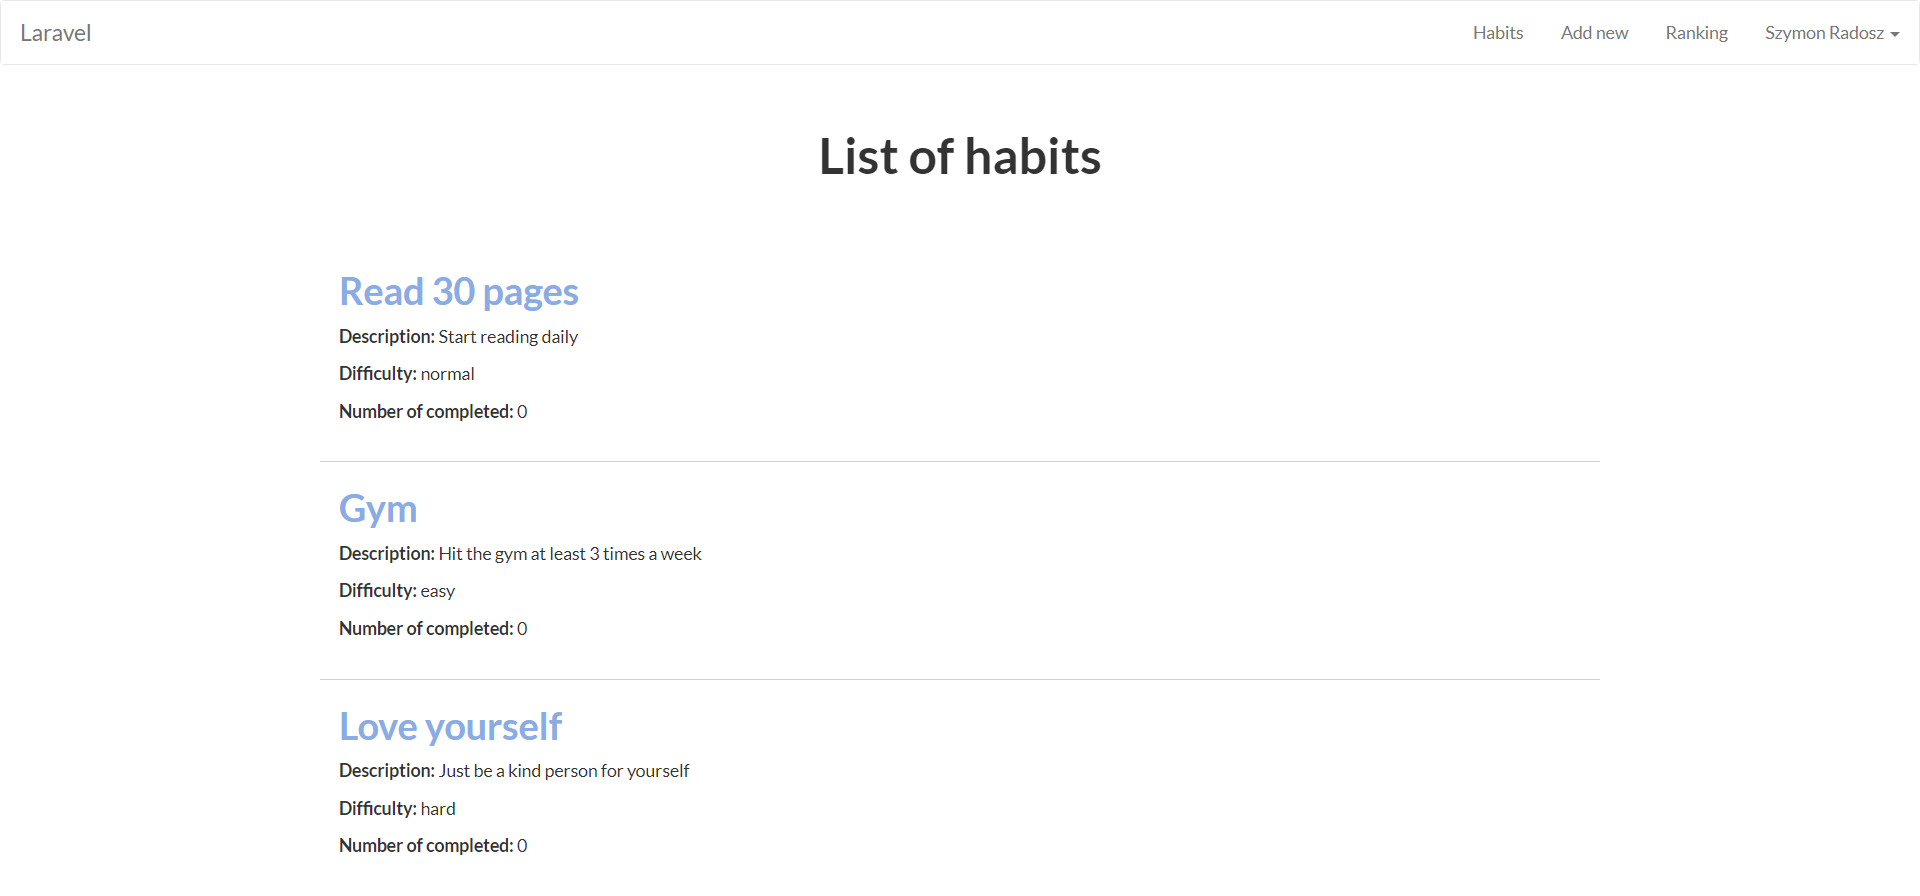 Laravel
Habits Add new Ranking Szymon Radosz
List of habits
Read 30 pages
Description: Start reading daily
Difficulty: normal
Number of completed: 0
Gym
Description: Hit the gym at least 3 times a week
Difficulty: easy
Number of completed: 0
Love yourself
Description: Just be a kind person for yourself
Difficulty: hard
Number of completed: 0